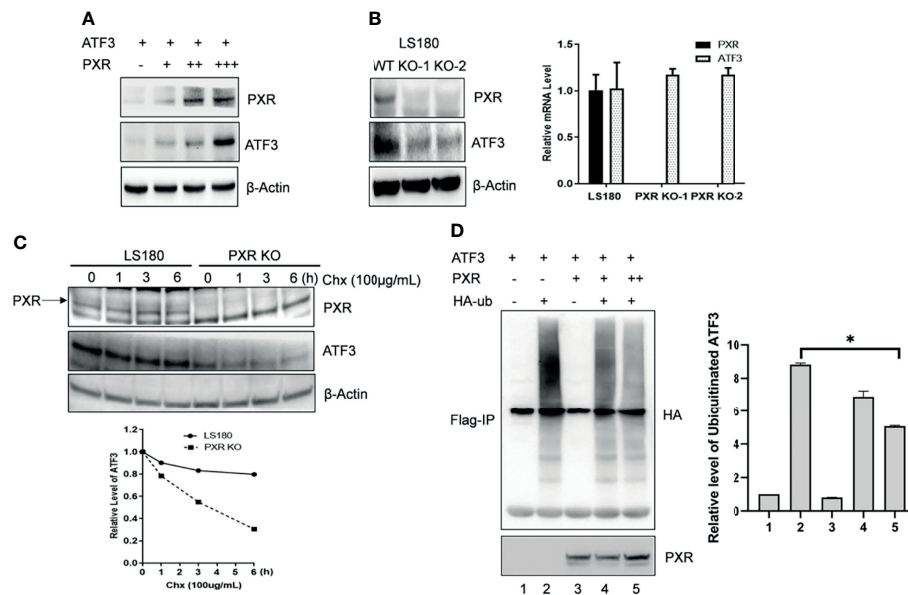 A
ATF3 + + + +
PXR - + ++ +++
PXR
ATF3
β-Actin
B
LS180
WT KO-1 KO-2
PXR
ATF3
β-Actin
Relative mRNA Level
1.5
1.0
0.5
0.0
PXR
ATF3
LS180 PXR KO-1 PXR KO-2
C
LS180 PXR KO
0 1 3 6 0 1 3 6 (h) Chx (100µg/mL)
PXR
PXR
ATF3
β-Actin
Relative Level of ATF3
1.2
1.0
0.8
0.6
0.4
0.2
0.0
LS180
PXR KO
0 1 2 3 4 5 6 (h)
Chx (100ug/mL)
D
ATF3 + + + + +
PXR - - + + ++
HA-ub - + - + +
Flag-IP
HA
PXR
1 2 3 4 5
Relative level of Ubiquitinated ATF3
10
8
6
4
2
0
*
1 2 3 4 5